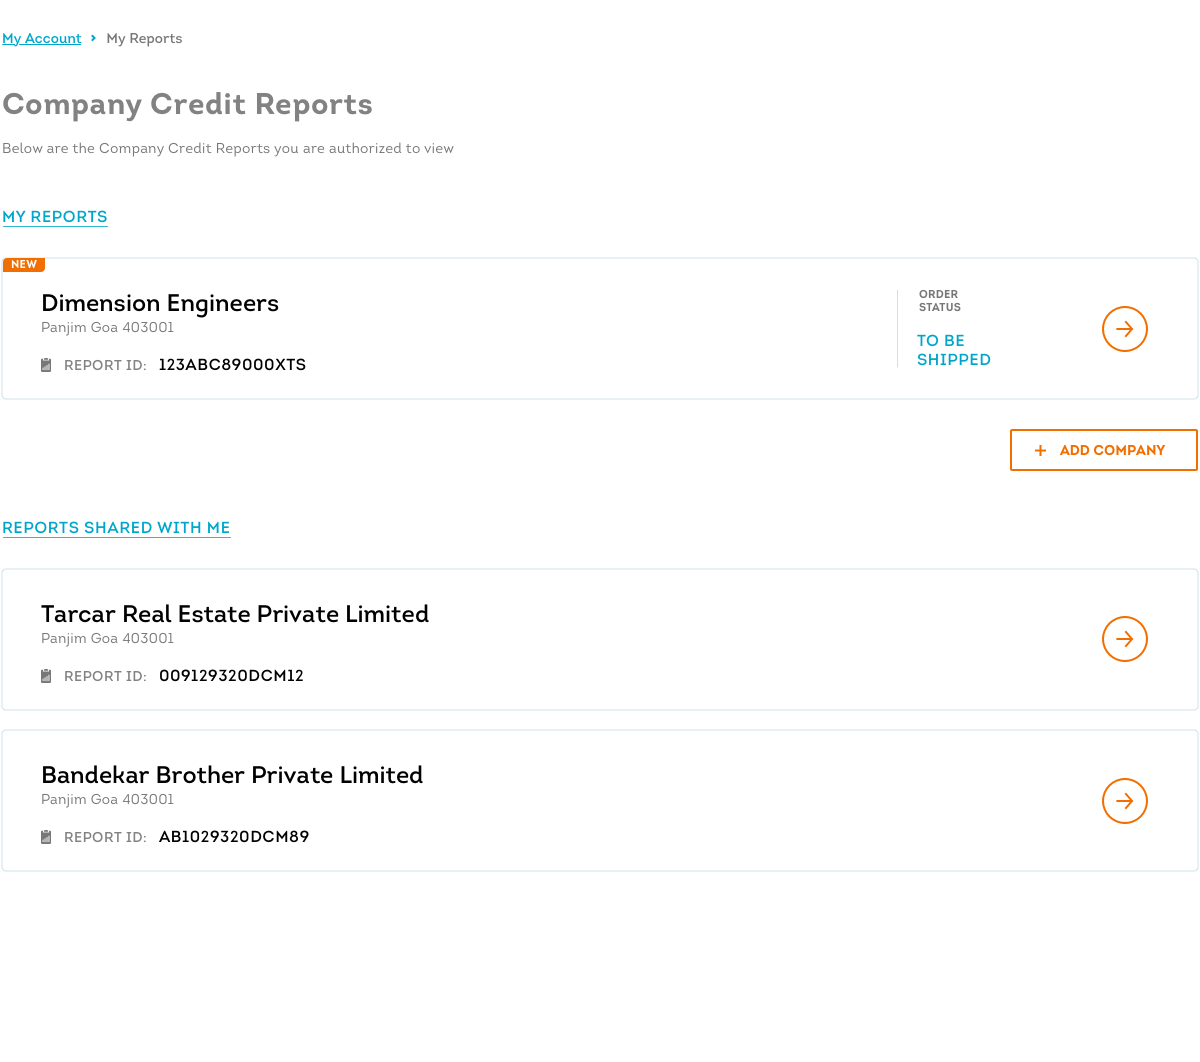 My Account › My Reports
Company Credit Reports
Below are the Company Credit Reports you are authorized to view
MY REPORTS
NEW
Dimension Engineers
Panjim Goa 403001
REPORT ID: 123ABC89000XTS
ORDER
STATUS
TO BE
SHIPPED
+ ADD COMPANY
REPORTS SHARED WITH ME
Tarcar Real Estate Private Limited
Panjim Goa 403001
REPORT ID: 009129320DCM12
Bandekar Brother Private Limited
Panjim Goa 403001
REPORT ID: AB1029320DCM89